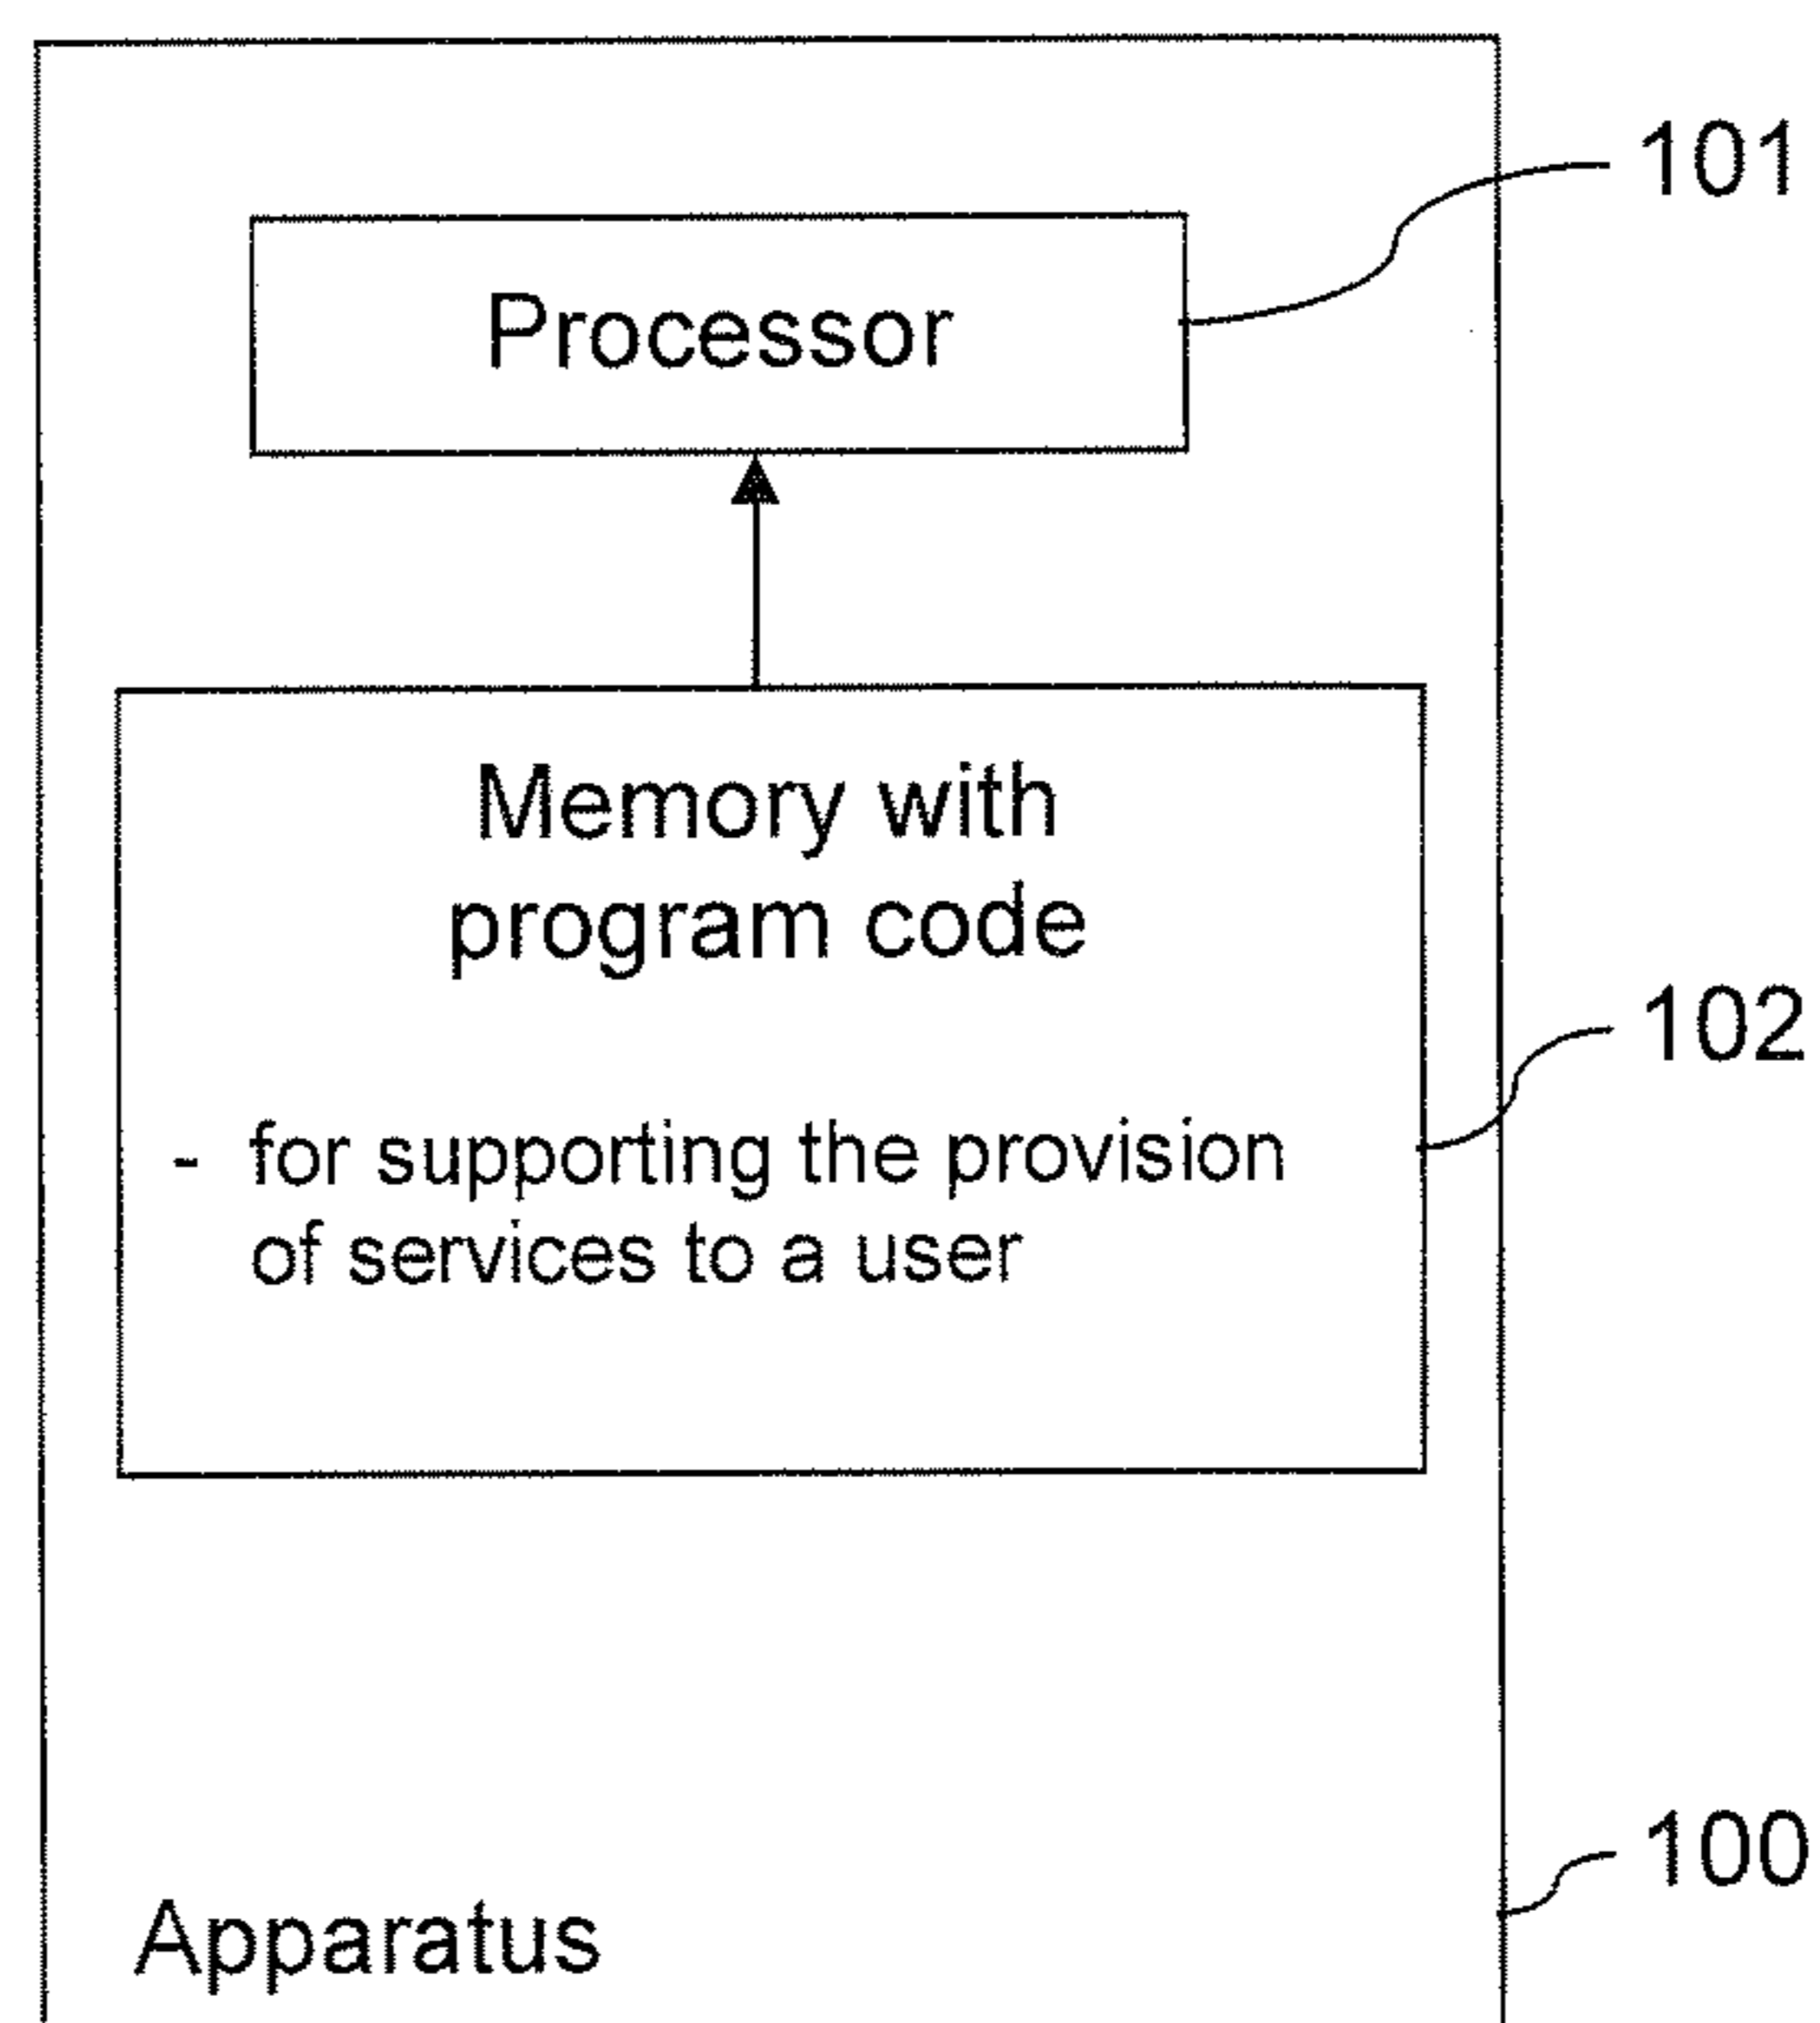 101
Processor
Memory with
program code
102
- for supporting the provision
of services to a user
100
Apparatus